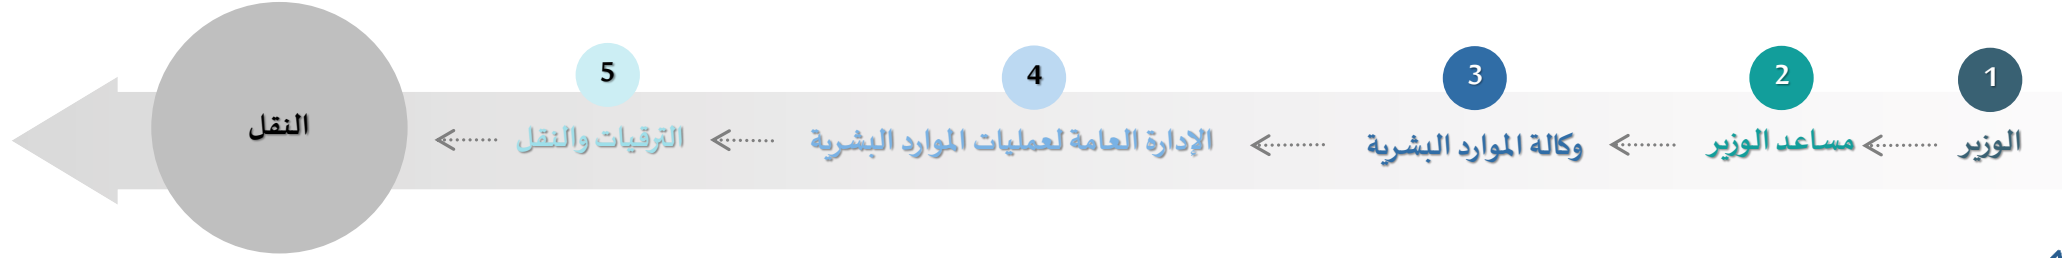 1
الوزير
2
مساعد الوزير
3
وكالة الموارد البشرية
4
الإدارة العامة لعمليات الموارد البشرية
5
الترقيات والنقل
النقل